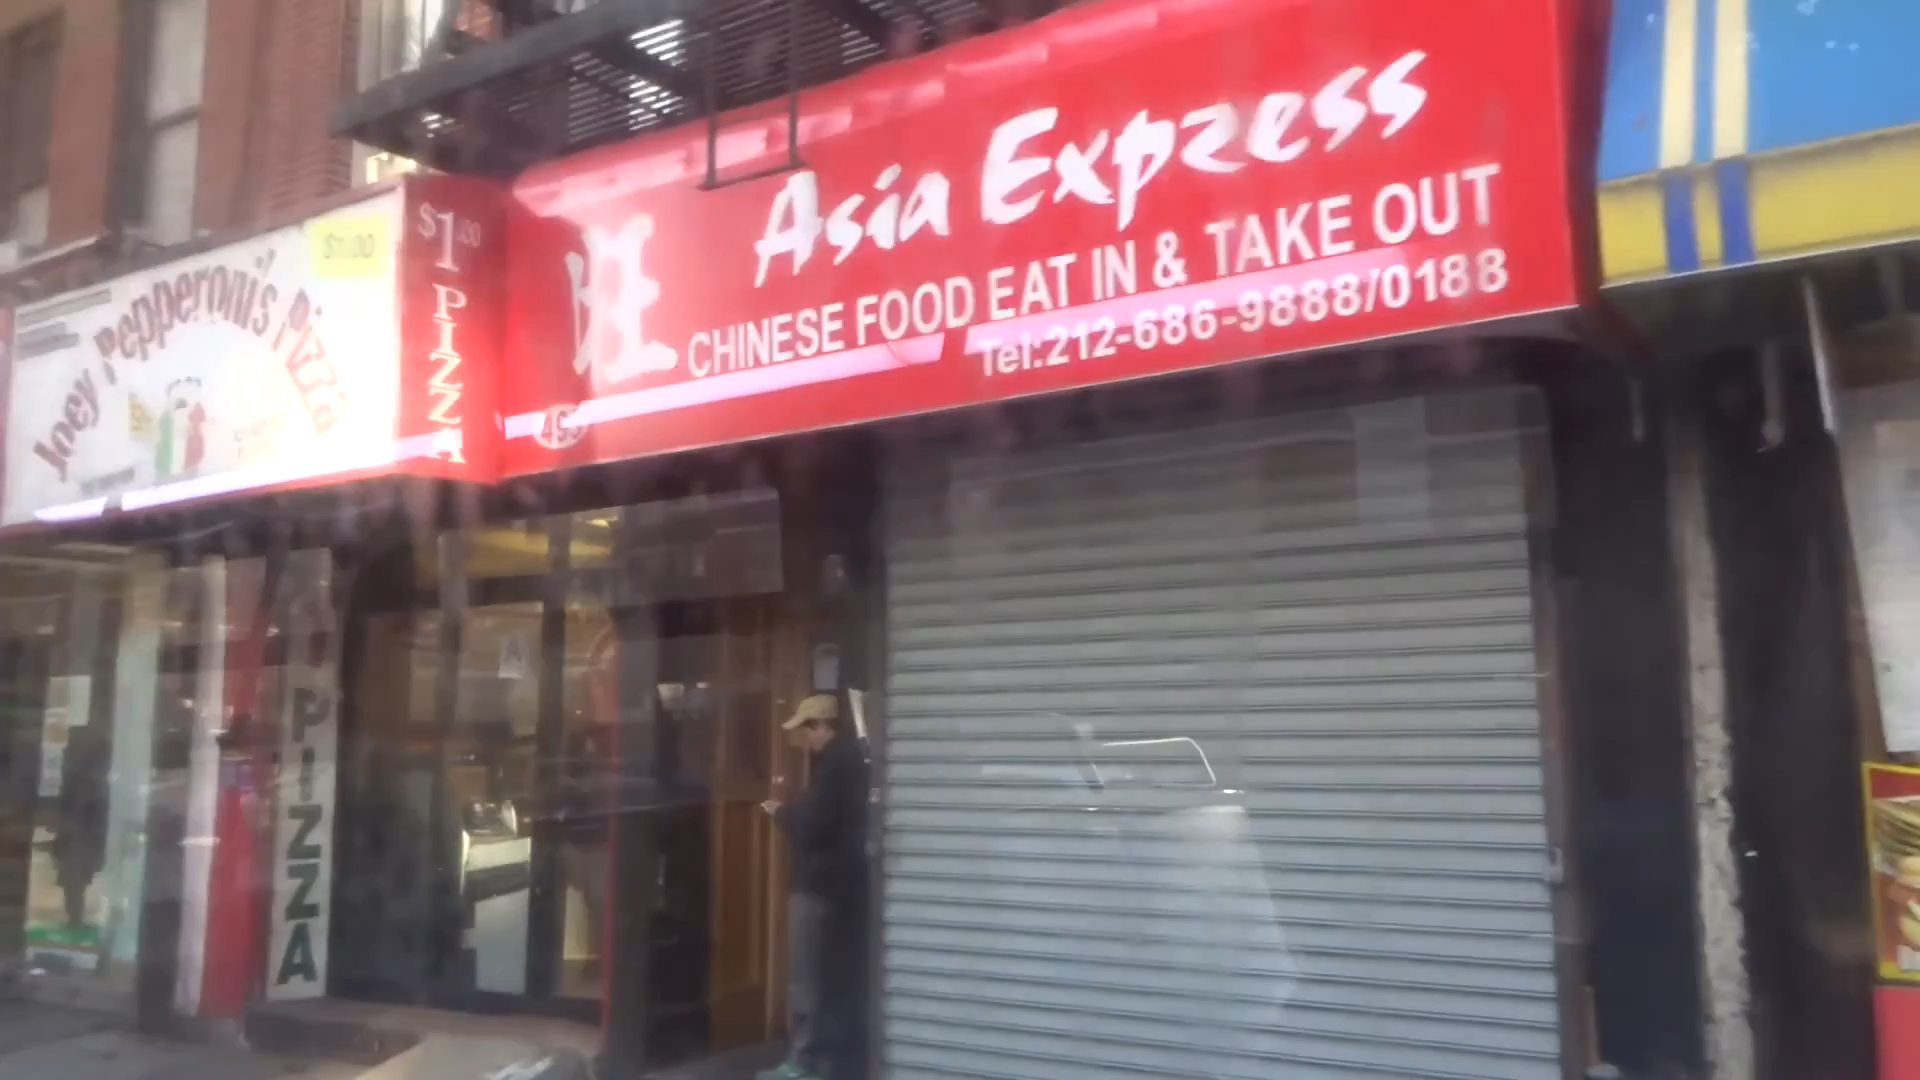 Joey Pepperoni's Pizza
$1.00
$1.00
PIZZA
旺
Asia Express
CHINESE FOOD EAT IN & TAKE OUT
Tel:212-686-9888/0188
493
PIZZA
A